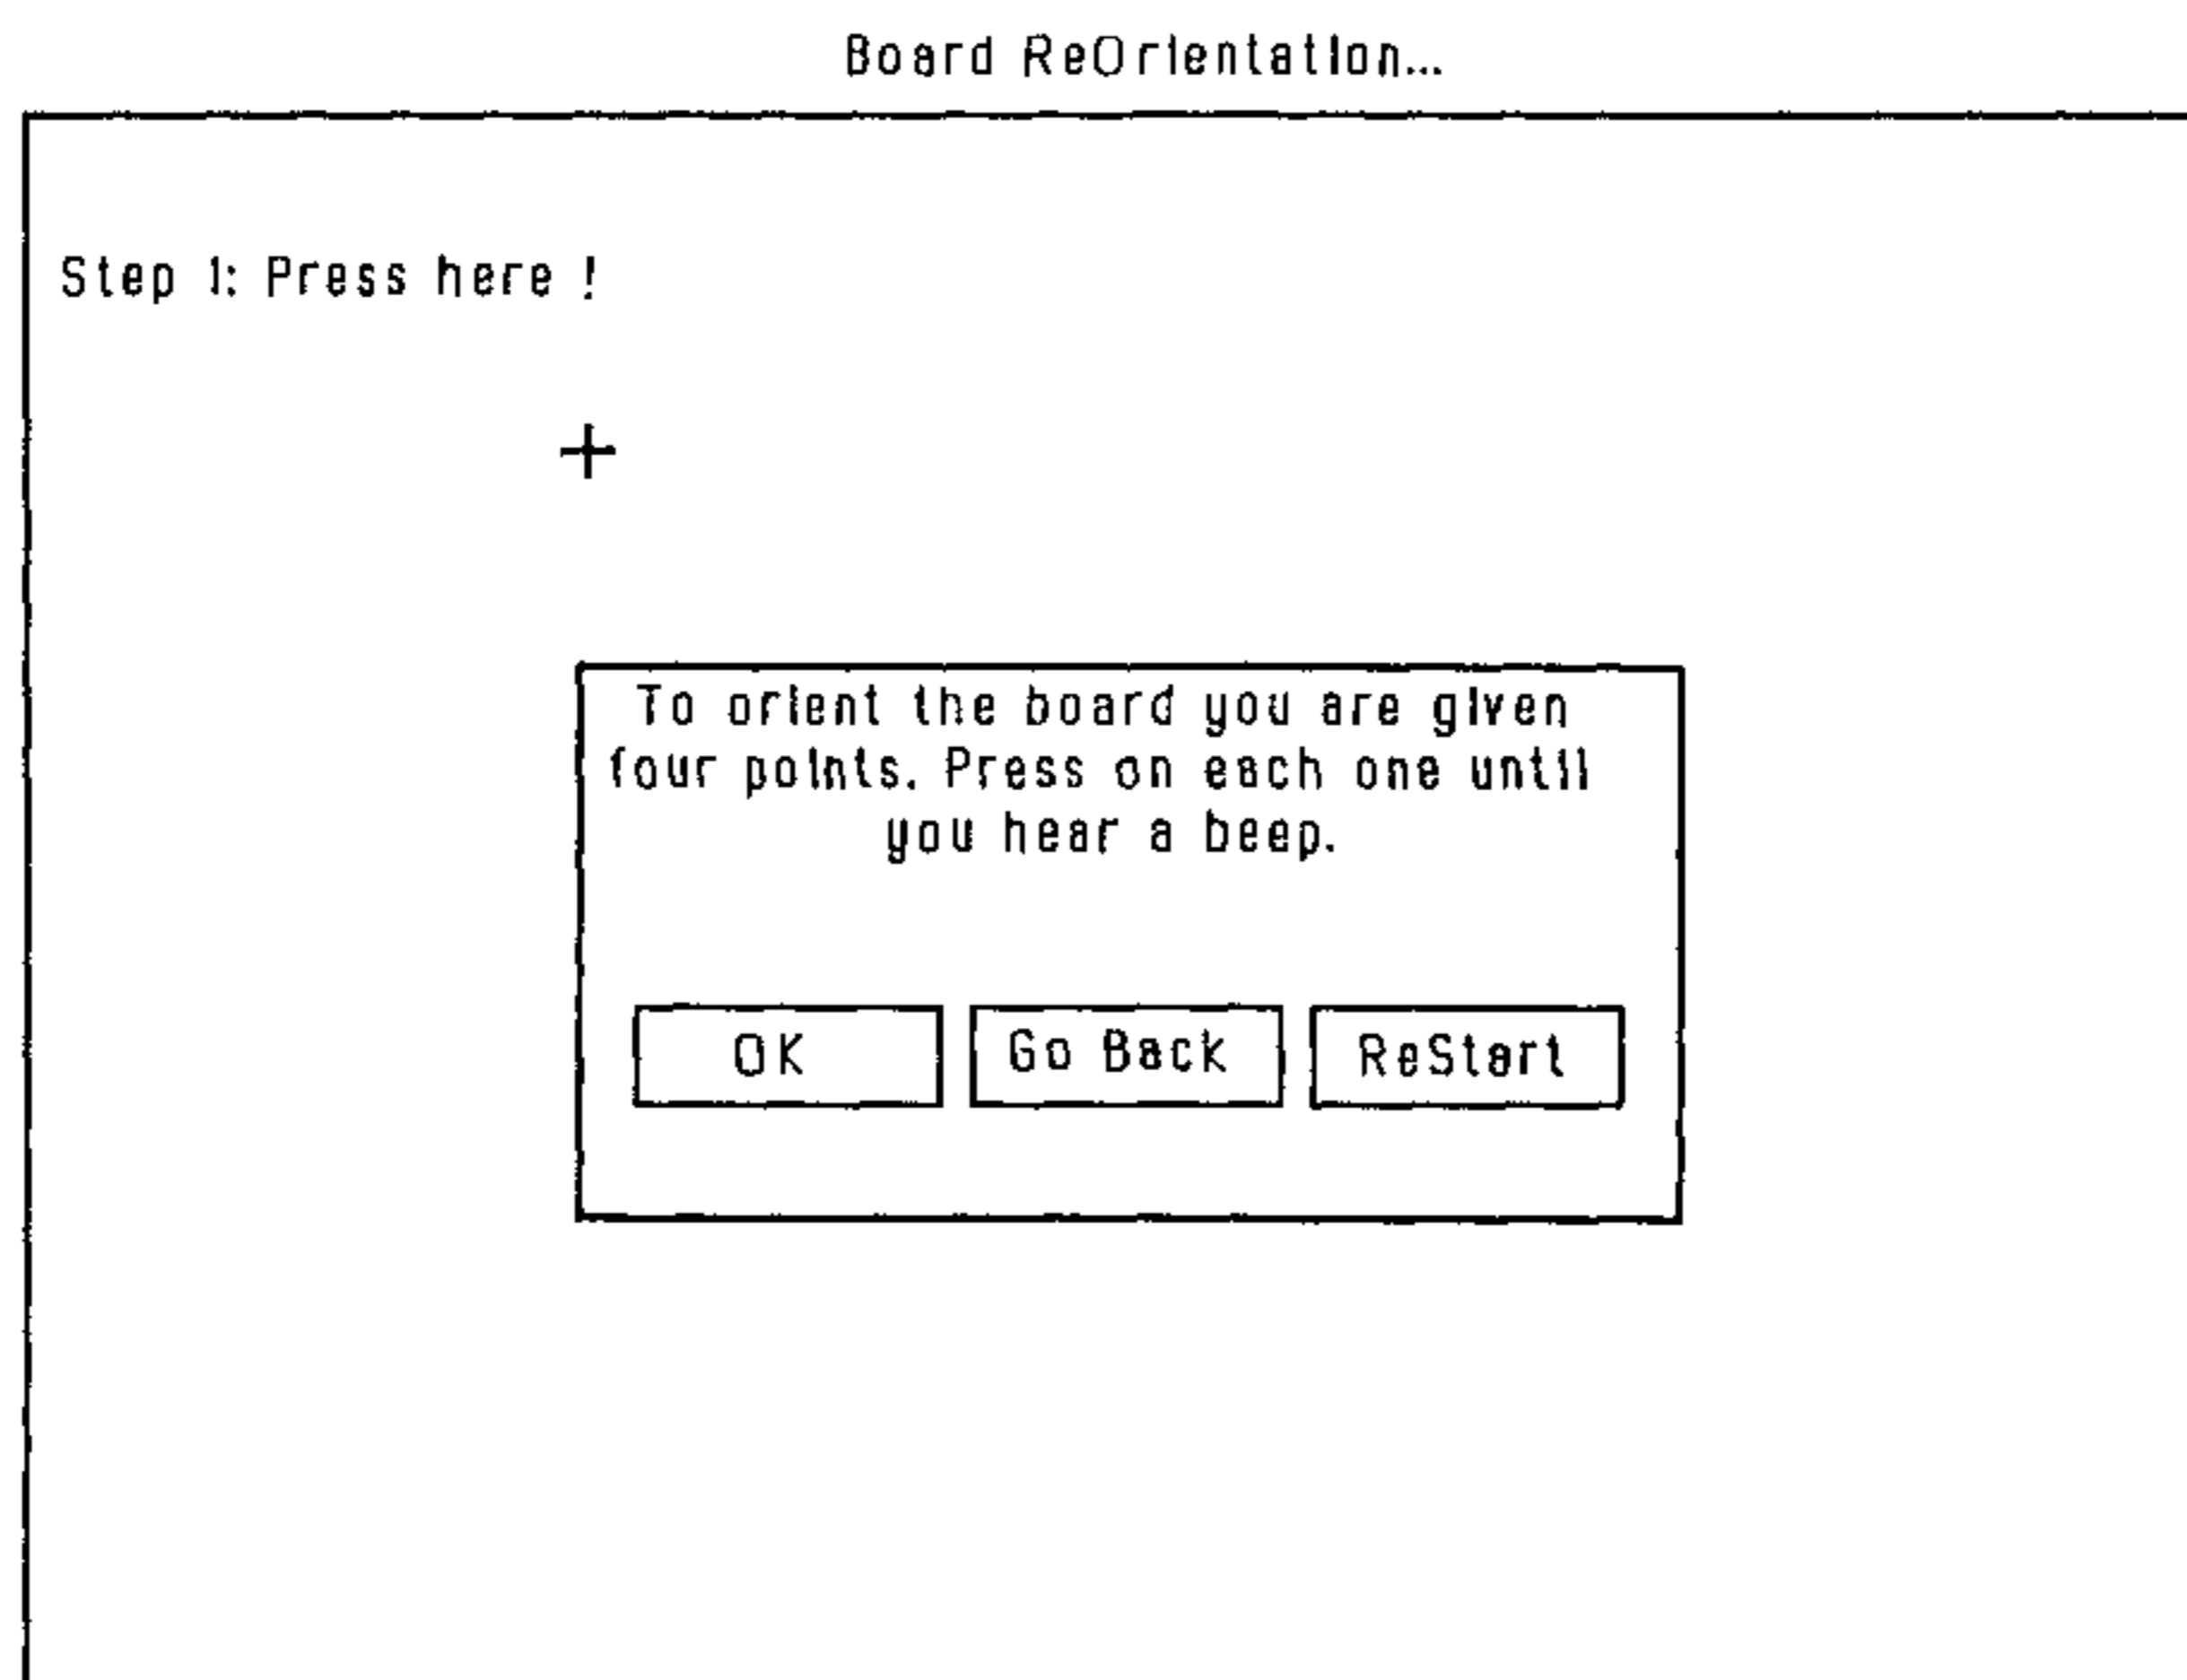 Board ReOrientation...
Step 1: Press here !
To orient the board you are given
four points. Press on each one until
you hear a beep.
OK
Go Back
ReStart